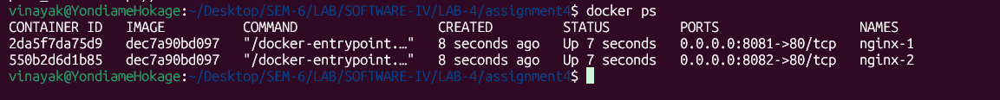 vinayak@YondiameHokage:~/Desktop/SEM-6/LAB/SOFTWARE-IV/LAB-4/assignment4$ docker ps
CONTAINER ID   IMAGE          COMMAND                  CREATED         STATUS         PORTS                  NAMES
2da5f7da75d9   dec7a90bd097   "/docker-entrypoint.…"   8 seconds ago   Up 7 seconds   0.0.0.0:8081->80/tcp   nginx-1
550b2d6d1b85   dec7a90bd097   "/docker-entrypoint.…"   8 seconds ago   Up 7 seconds   0.0.0.0:8082->80/tcp   nginx-2
vinayak@YondiameHokage:~/Desktop/SEM-6/LAB/SOFTWARE-IV/LAB-4/assignment4$